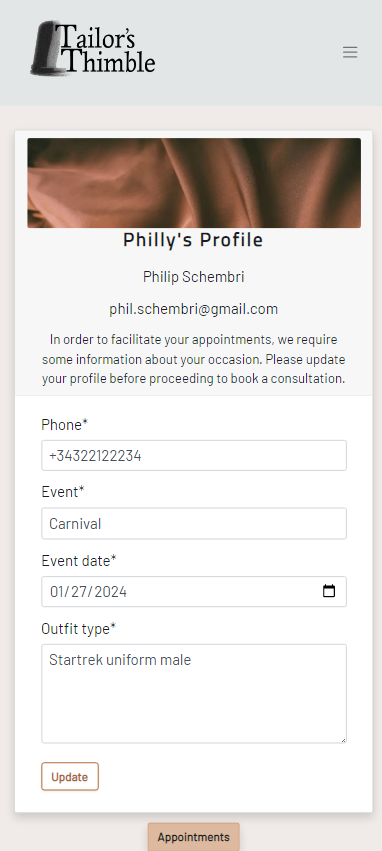 Tailor's
Thimble
Philly's Profile
Philip Schembri
phil.schembri@gmail.com
In order to facilitate your appointments, we require
some information about your occasion. Please update
your profile before proceeding to book a consultation.
Phone*
+34322122234
Event*
Carnival
Event date*
01/27/2024
Outfit type*
Startrek uniform male
Update
Appointments